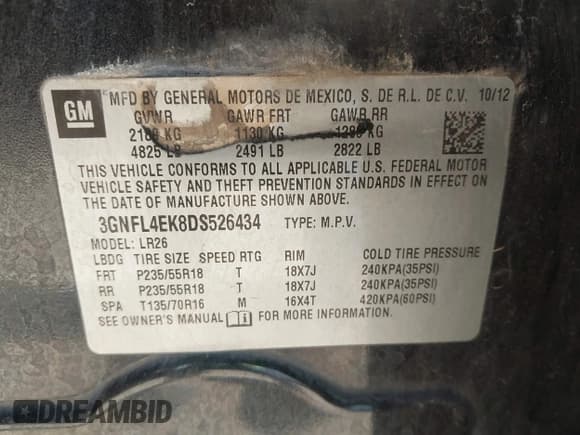 GM
MFD BY GENERAL MOTORS DE MEXICO, S. DE R.L. DE C.V. 10/12
GVWR GAWR FRT GAWR RR
2189 KG 1130 KG 1280 KG
4825 LB 2491 LB 2822 LB
THIS VEHICLE CONFORMS TO ALL APPLICABLE U.S. FEDERAL MOTOR
VEHICLE SAFETY AND THEFT PREVENTION STANDARDS IN EFFECT ON
THE DATE OF MANUFACTURE SHOWN ABOVE.
3GNFL4EK8DS526434 TYPE: M.P.V.
MODEL: LR26
LBDG TIRE SIZE SPEED RTG RIM COLD TIRE PRESSURE
FRT P235/55R18 T 18X7J 240KPA(35PSI)
RR P235/55R18 T 18X7J 240KPA(35PSI)
SPA T135/70R16 M 16X4T 420KPA(60PSI)
SEE OWNER'S MANUAL FOR MORE INFORMATION.
DREAMBID